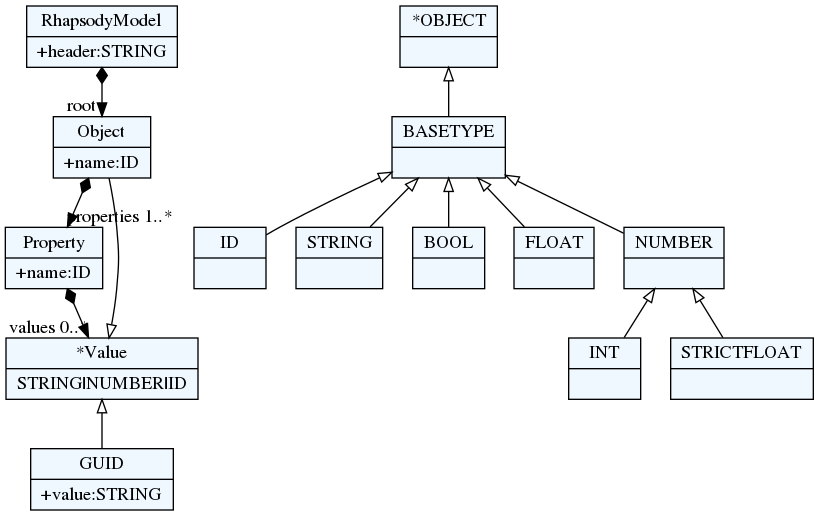 RhapsodyModel
+header:STRING
*OBJECT
root
Object
+name:ID
BASETYPE
properties 1..*
Property
+name:ID
ID
STRING
BOOL
FLOAT
NUMBER
values 0..
*Value
STRING|NUMBER|ID
INT
STRICTFLOAT
GUID
+value:STRING